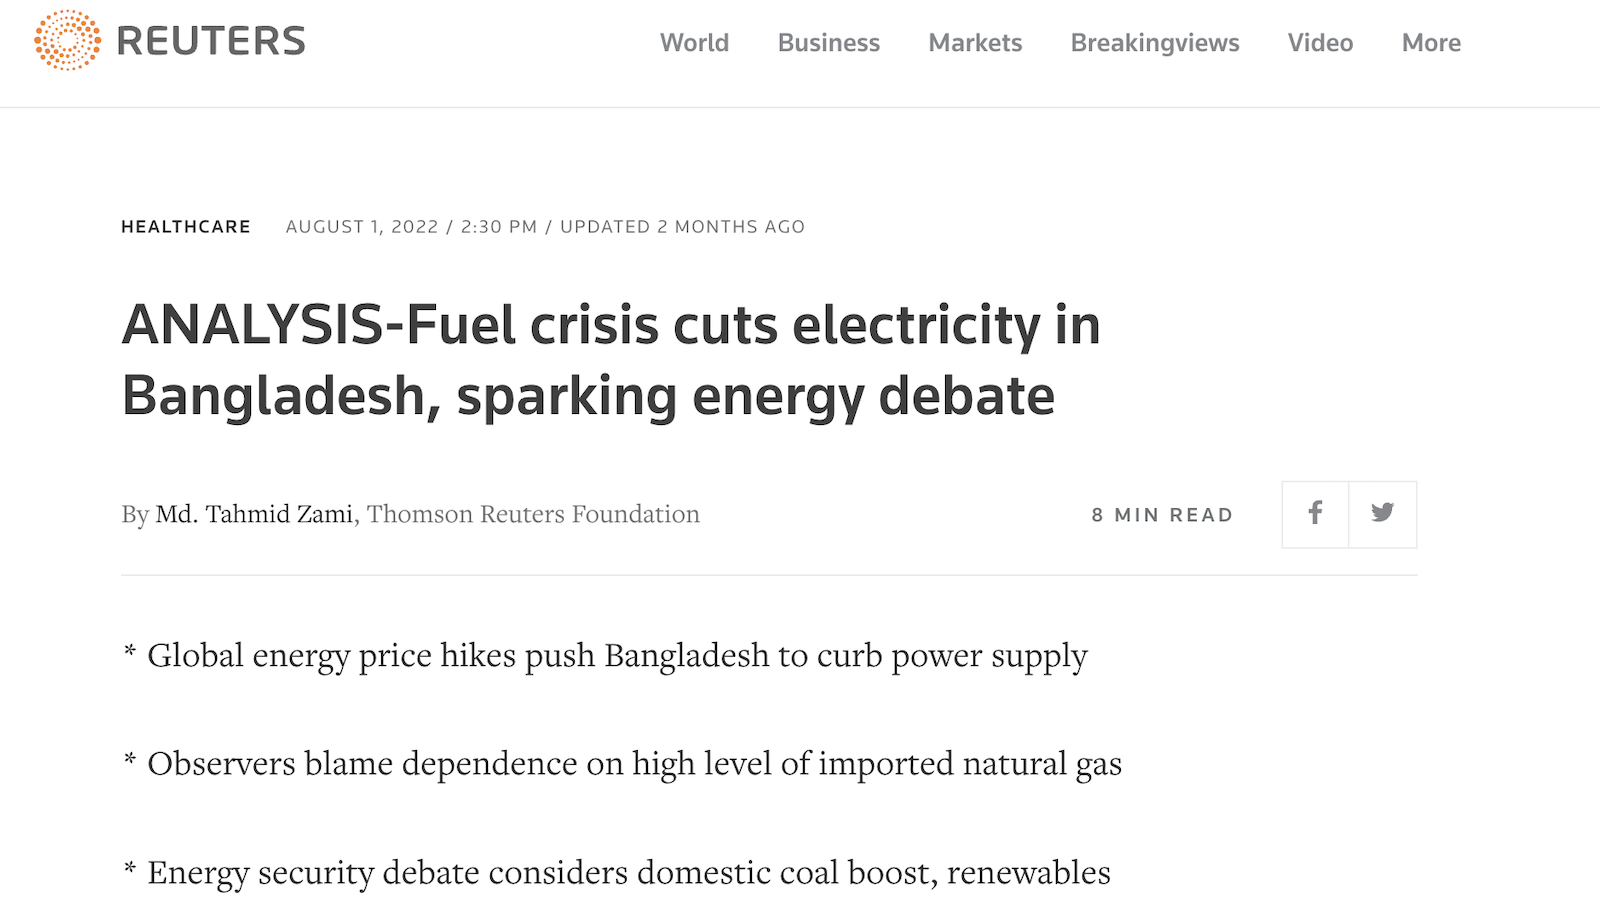 REUTERS
World Business Markets Breakingviews Video More
HEALTHCARE AUGUST 1, 2022 / 2:30 PM / UPDATED 2 MONTHS AGO
ANALYSIS-Fuel crisis cuts electricity in
Bangladesh, sparking energy debate
By Md. Tahmid Zami, Thomson Reuters Foundation
8 MIN READ
* Global energy price hikes push Bangladesh to curb power supply
* Observers blame dependence on high level of imported natural gas
* Energy security debate considers domestic coal boost, renewables